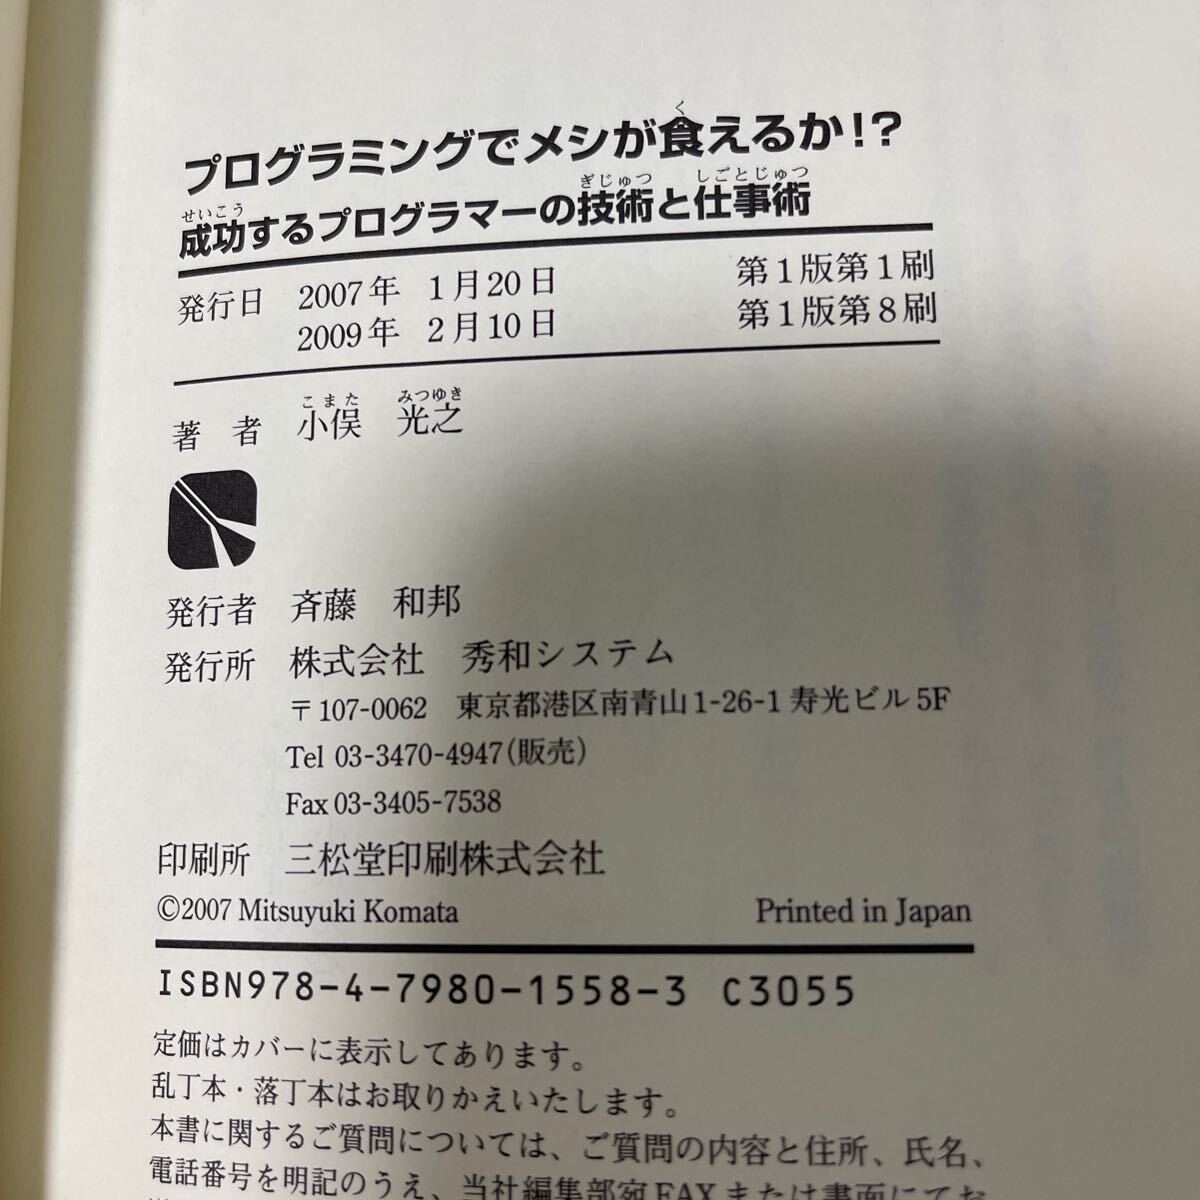 プログラミングでメシが食えるか!?
成功するプログラマーの技術と仕事術
発行日 2007年 1月20日 第1版第1刷
2009年 2月10日 第1版第8刷
著 者 小俣 光之
発行者 斉藤 和邦
発行所 株式会社 秀和システム
〒107-0062 東京都港区南青山1-26-1 寿光ビル5F
Tel 03-3470-4947(販売)
Fax 03-3405-7538
印刷所 三松堂印刷株式会社
©2007 Mitsuyuki Komata Printed in Japan
ISBN978-4-7980-1558-3 C3055
定価はカバーに表示してあります。
乱丁本・落丁本はお取りかえいたします。
本書に関するご質問については、ご質問の内容と住所、氏名、
電話番号を明記のうえ、当社編集部宛FAXまたは書面にてお